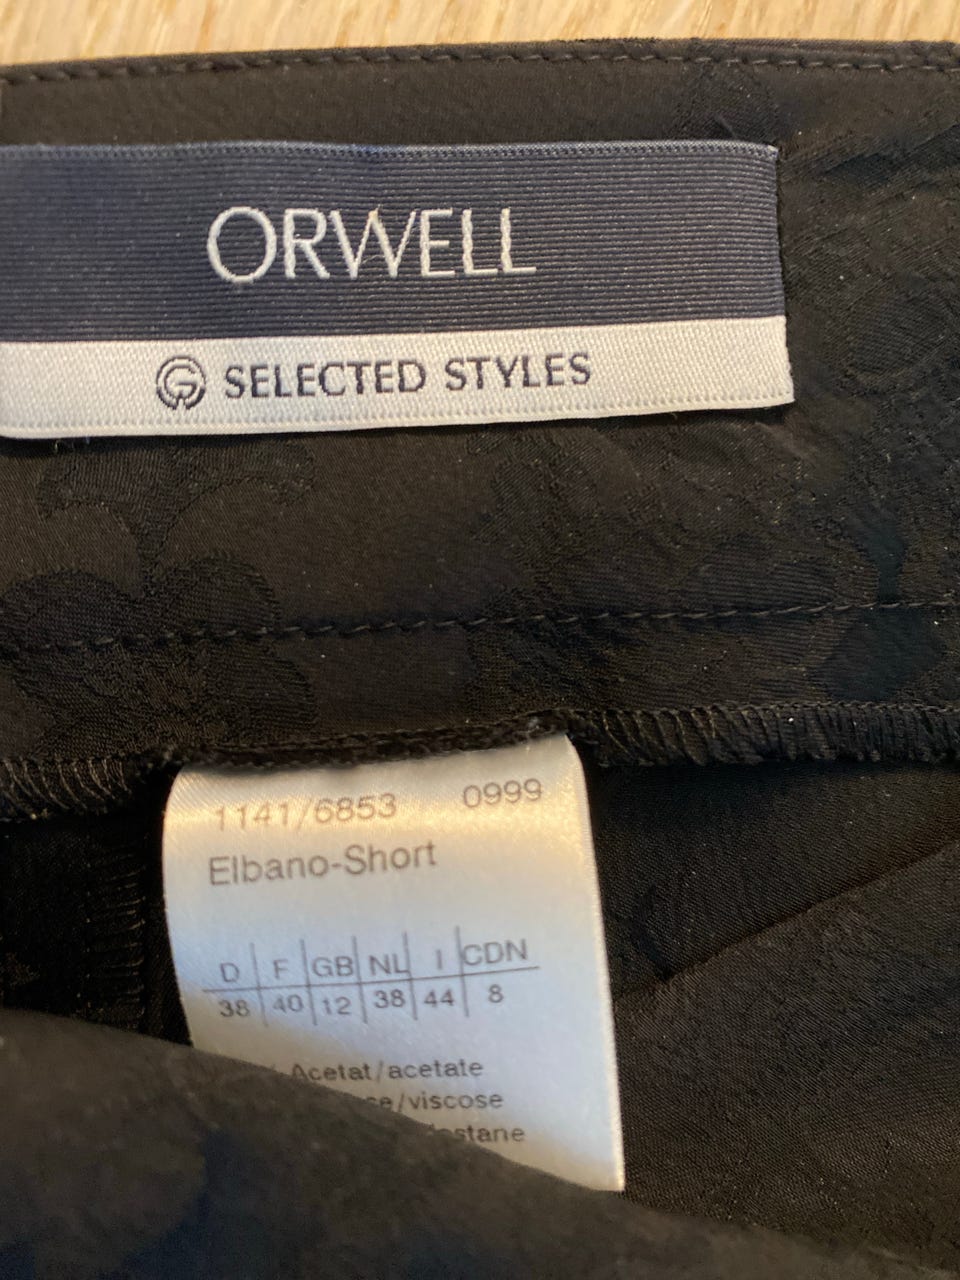 ORWELL
SELECTED STYLES
1141/6853 0999
Elbano-Short
D F GB NL I CDN
38 40 12 38 44 8
Acetat/acetate
/viscose